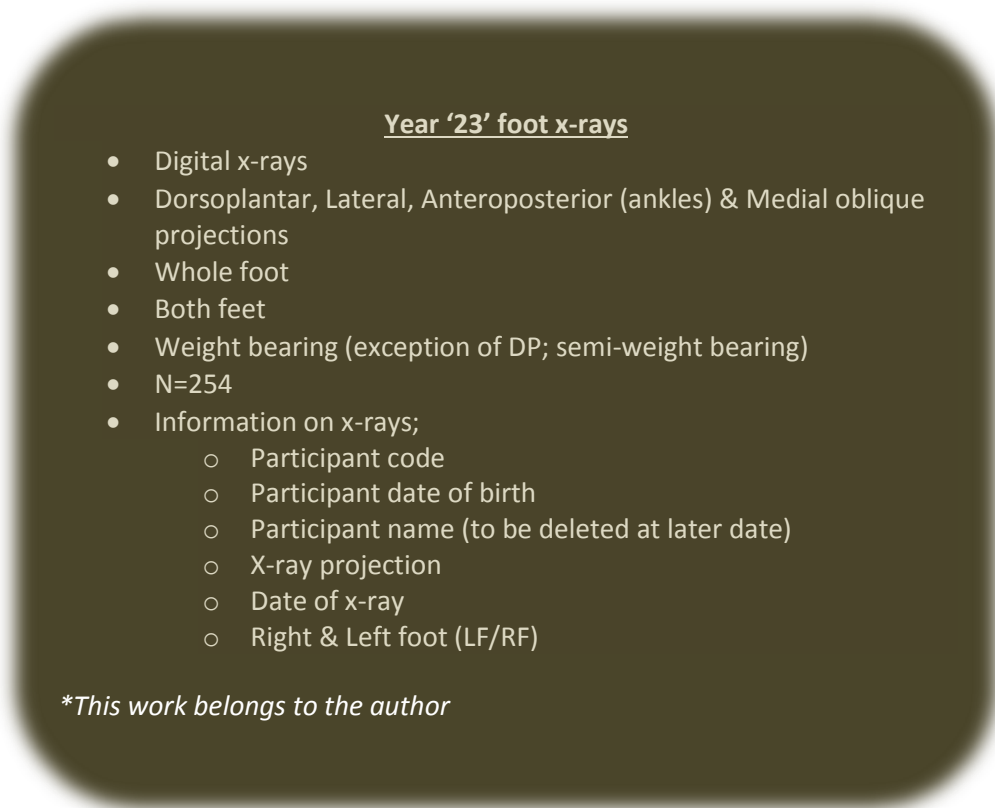 Year ‘23’ foot x-rays
• Digital x-rays
• Dorsoplantar, Lateral, Anteroposterior (ankles) & Medial oblique
projections
• Whole foot
• Both feet
• Weight bearing (exception of DP; semi-weight bearing)
• N=254
• Information on x-rays;
o Participant code
o Participant date of birth
o Participant name (to be deleted at later date)
o X-ray projection
o Date of x-ray
o Right & Left foot (LF/RF)
*This work belongs to the author